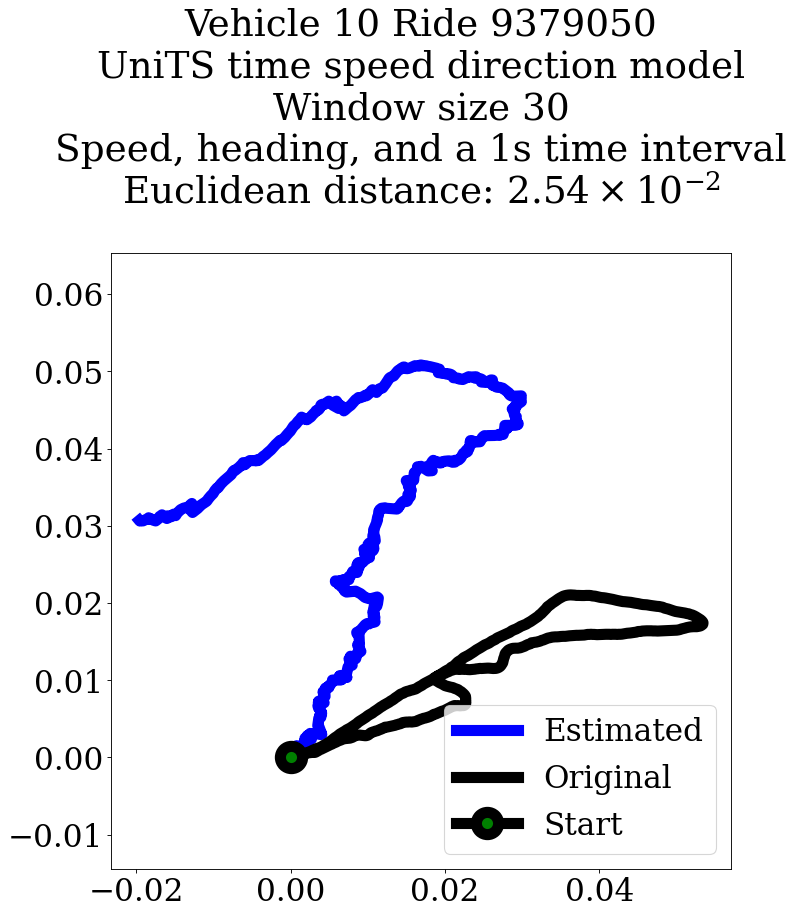 Vehicle 10 Ride 9379050
UniTS time speed direction model
Window size 30
Speed, heading, and a 1s time interval
Euclidean distance: 2.54 × 10⁻²
0.06
0.05
0.04
0.03
0.02
0.01
0.00
−0.01
Estimated
Original
Start
−0.02 0.00 0.02 0.04